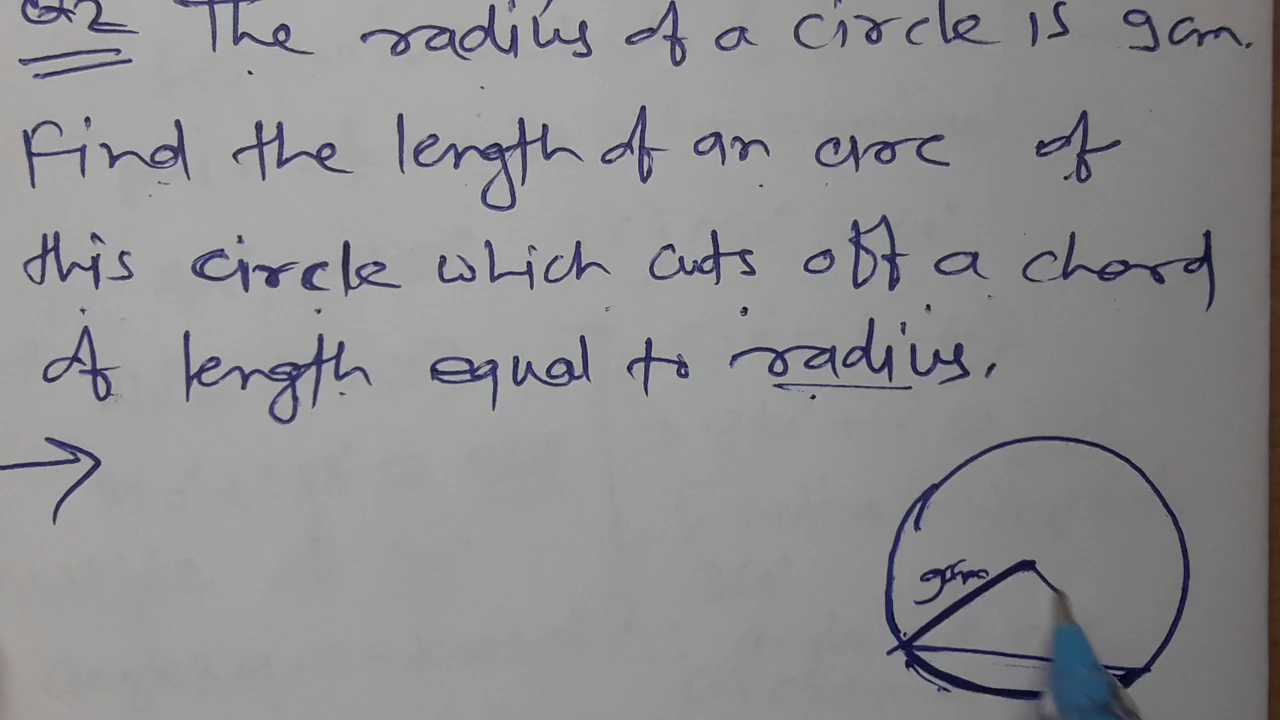 Q2 The radius of a circle is 9cm.
Find the length of an arc of
this circle which cuts off a chord
of length equal to radius.
9cm